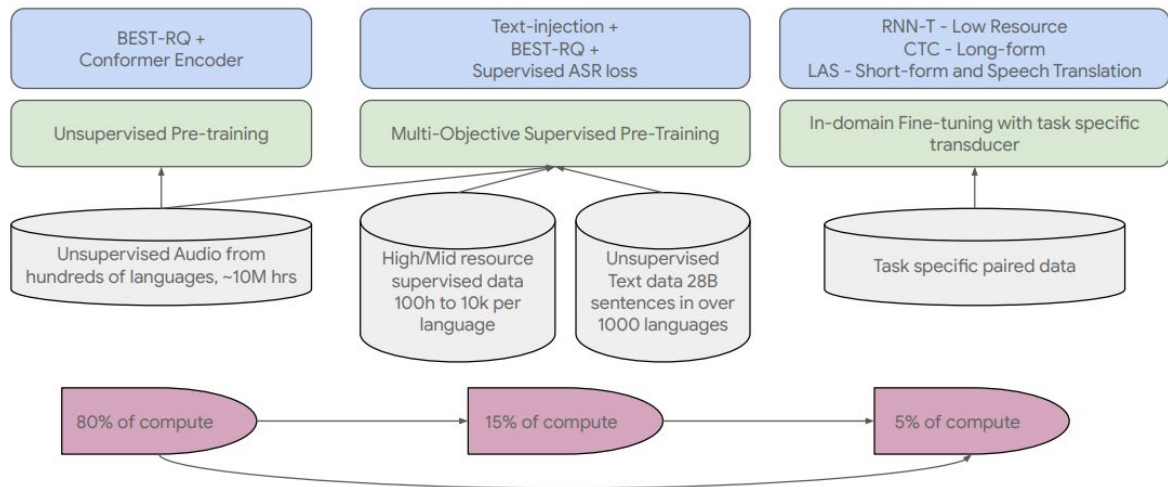 BEST-RQ +
Conformer Encoder
Text-injection +
BEST-RQ +
Supervised ASR loss
RNN-T - Low Resource
CTC - Long-form
LAS - Short-form and Speech Translation
Unsupervised Pre-training
Multi-Objective Supervised Pre-Training
In-domain Fine-tuning with task specific
transducer
Unsupervised Audio from
hundreds of languages, ~10M hrs
High/Mid resource
supervised data
100h to 10k per
language
Unsupervised
Text data 28B
sentences in over
1000 languages
Task specific paired data
80% of compute
15% of compute
5% of compute